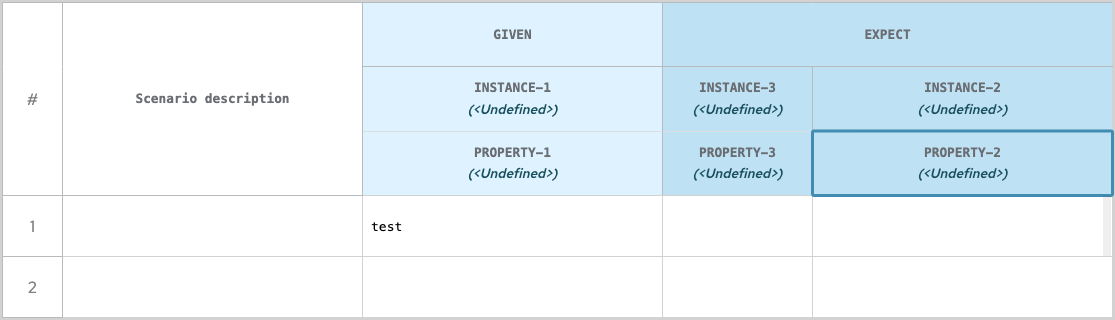 #
Scenario description
GIVEN
EXPECT
INSTANCE-1
(<Undefined>)
INSTANCE-3
(<Undefined>)
INSTANCE-2
(<Undefined>)
PROPERTY-1
(<Undefined>)
PROPERTY-3
(<Undefined>)
PROPERTY-2
(<Undefined>)
1
test
2